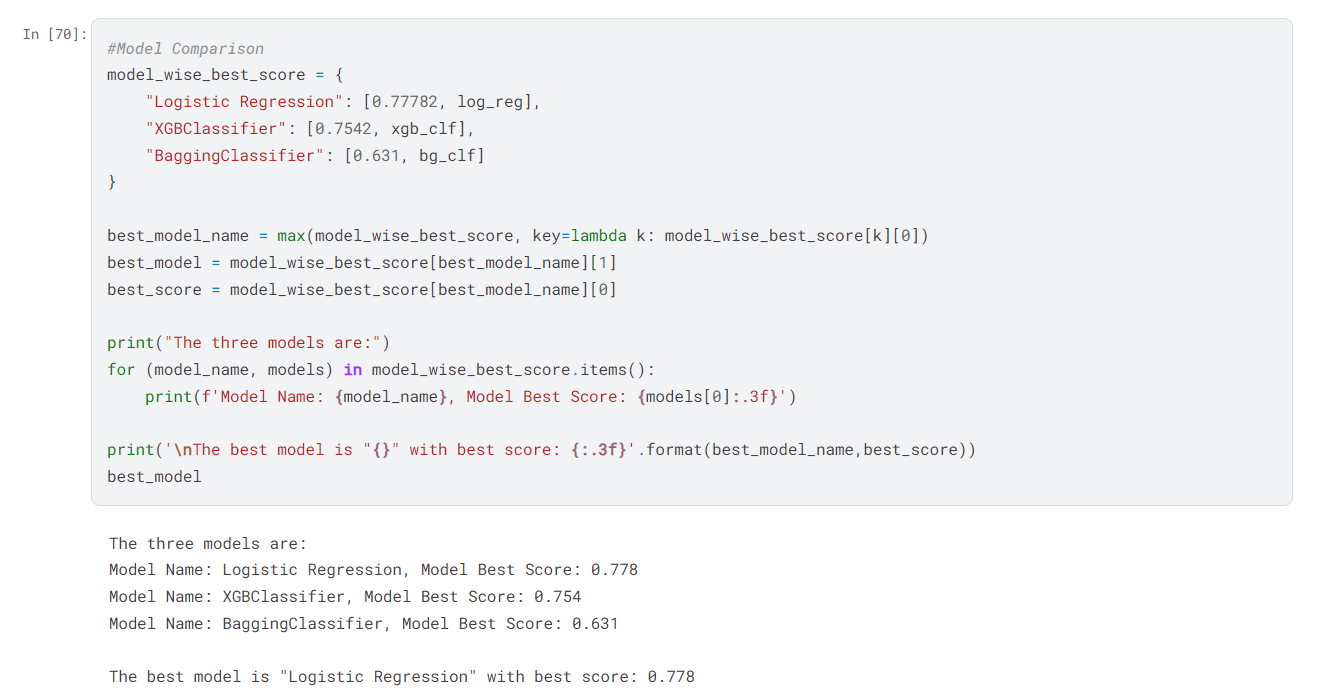 In [70]:
#Model Comparison
model_wise_best_score = {
    "Logistic Regression": [0.77782, log_reg],
    "XGBClassifier": [0.7542, xgb_clf],
    "BaggingClassifier": [0.631, bg_clf]
}
best_model_name = max(model_wise_best_score, key=lambda k: model_wise_best_score[k][0])
best_model = model_wise_best_score[best_model_name][1]
best_score = model_wise_best_score[best_model_name][0]
print("The three models are:")
for (model_name, models) in model_wise_best_score.items():
    print(f'Model Name: {model_name}, Model Best Score: {models[0]:.3f}')
print('\nThe best model is "{}" with best score: {:.3f}'.format(best_model_name,best_score))
best_model
The three models are:
Model Name: Logistic Regression, Model Best Score: 0.778
Model Name: XGBClassifier, Model Best Score: 0.754
Model Name: BaggingClassifier, Model Best Score: 0.631
The best model is "Logistic Regression" with best score: 0.778